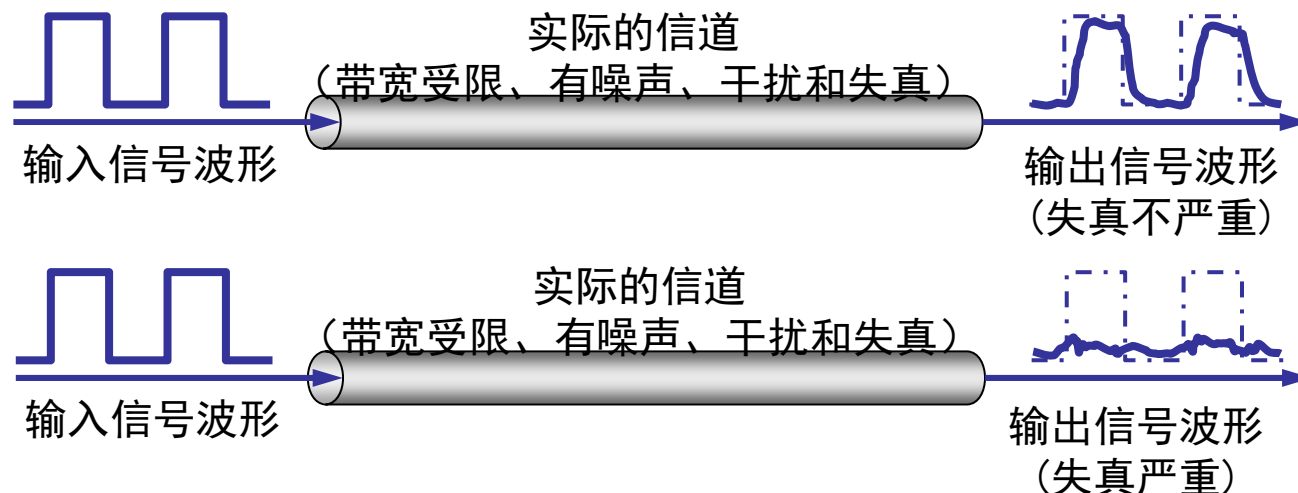 实际的信道
（带宽受限、有噪声、干扰和失真）
输入信号波形
输出信号波形
(失真不严重)
实际的信道
（带宽受限、有噪声、干扰和失真）
输入信号波形
输出信号波形
(失真严重)